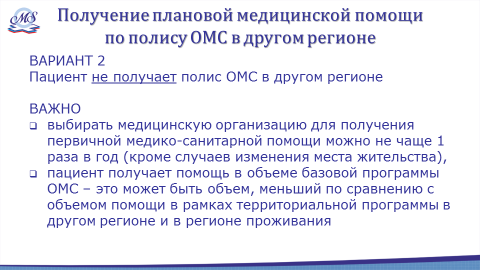 Получение плановой медицинской помощи
по полису ОМС в другом регионе
ВАРИАНТ 2
Пациент не получает полис ОМС в другом регионе
ВАЖНО
выбирать медицинскую организацию для получения
первичной медико-санитарной помощи можно не чаще 1
раза в год (кроме случаев изменения места жительства),
пациент получает помощь в объеме базовой программы
ОМС – это может быть объем, меньший по сравнению с
объемом помощи в рамках территориальной программы в
другом регионе и в регионе проживания